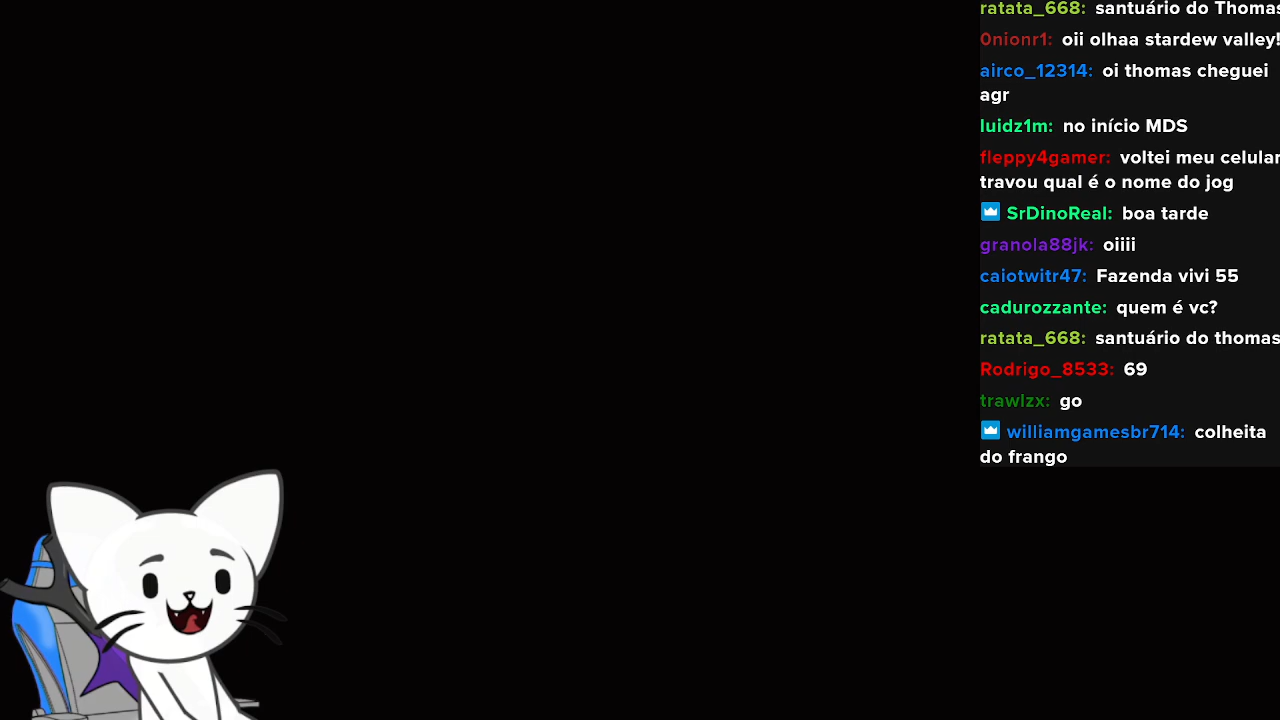 ratata_668: santuário do Thomas
0nionr1: oii olhaa stardew valley!
airco_12314: oi thomas cheguei
agr
luidz1m: no início MDS
fleppy4gamer: voltei meu celular
travou qual é o nome do jog
SrDinoReal: boa tarde
granola88jk: oiiii
caiotwitr47: Fazenda vivi 55
cadurozzante: quem é vc?
ratata_668: santuário do thomas
Rodrigo_8533: 69
trawlzx: go
williamgamesbr714: colheita
do frango